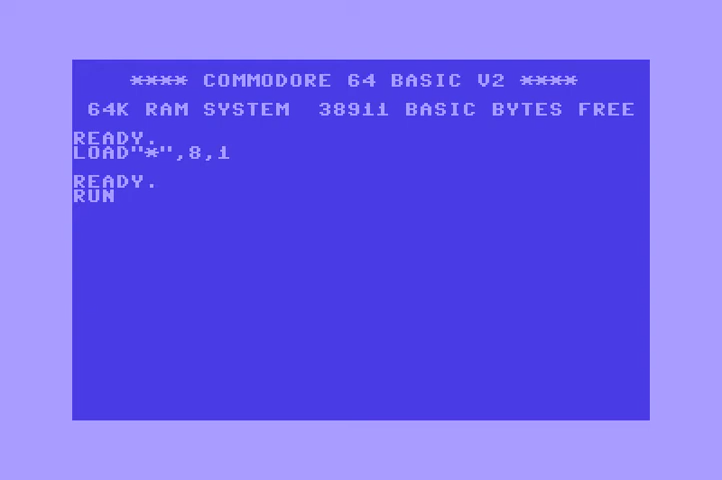 **** COMMODORE 64 BASIC V2 ****
64K RAM SYSTEM  38911 BASIC BYTES FREE
READY.
LOAD"*",8,1
READY.
RUN